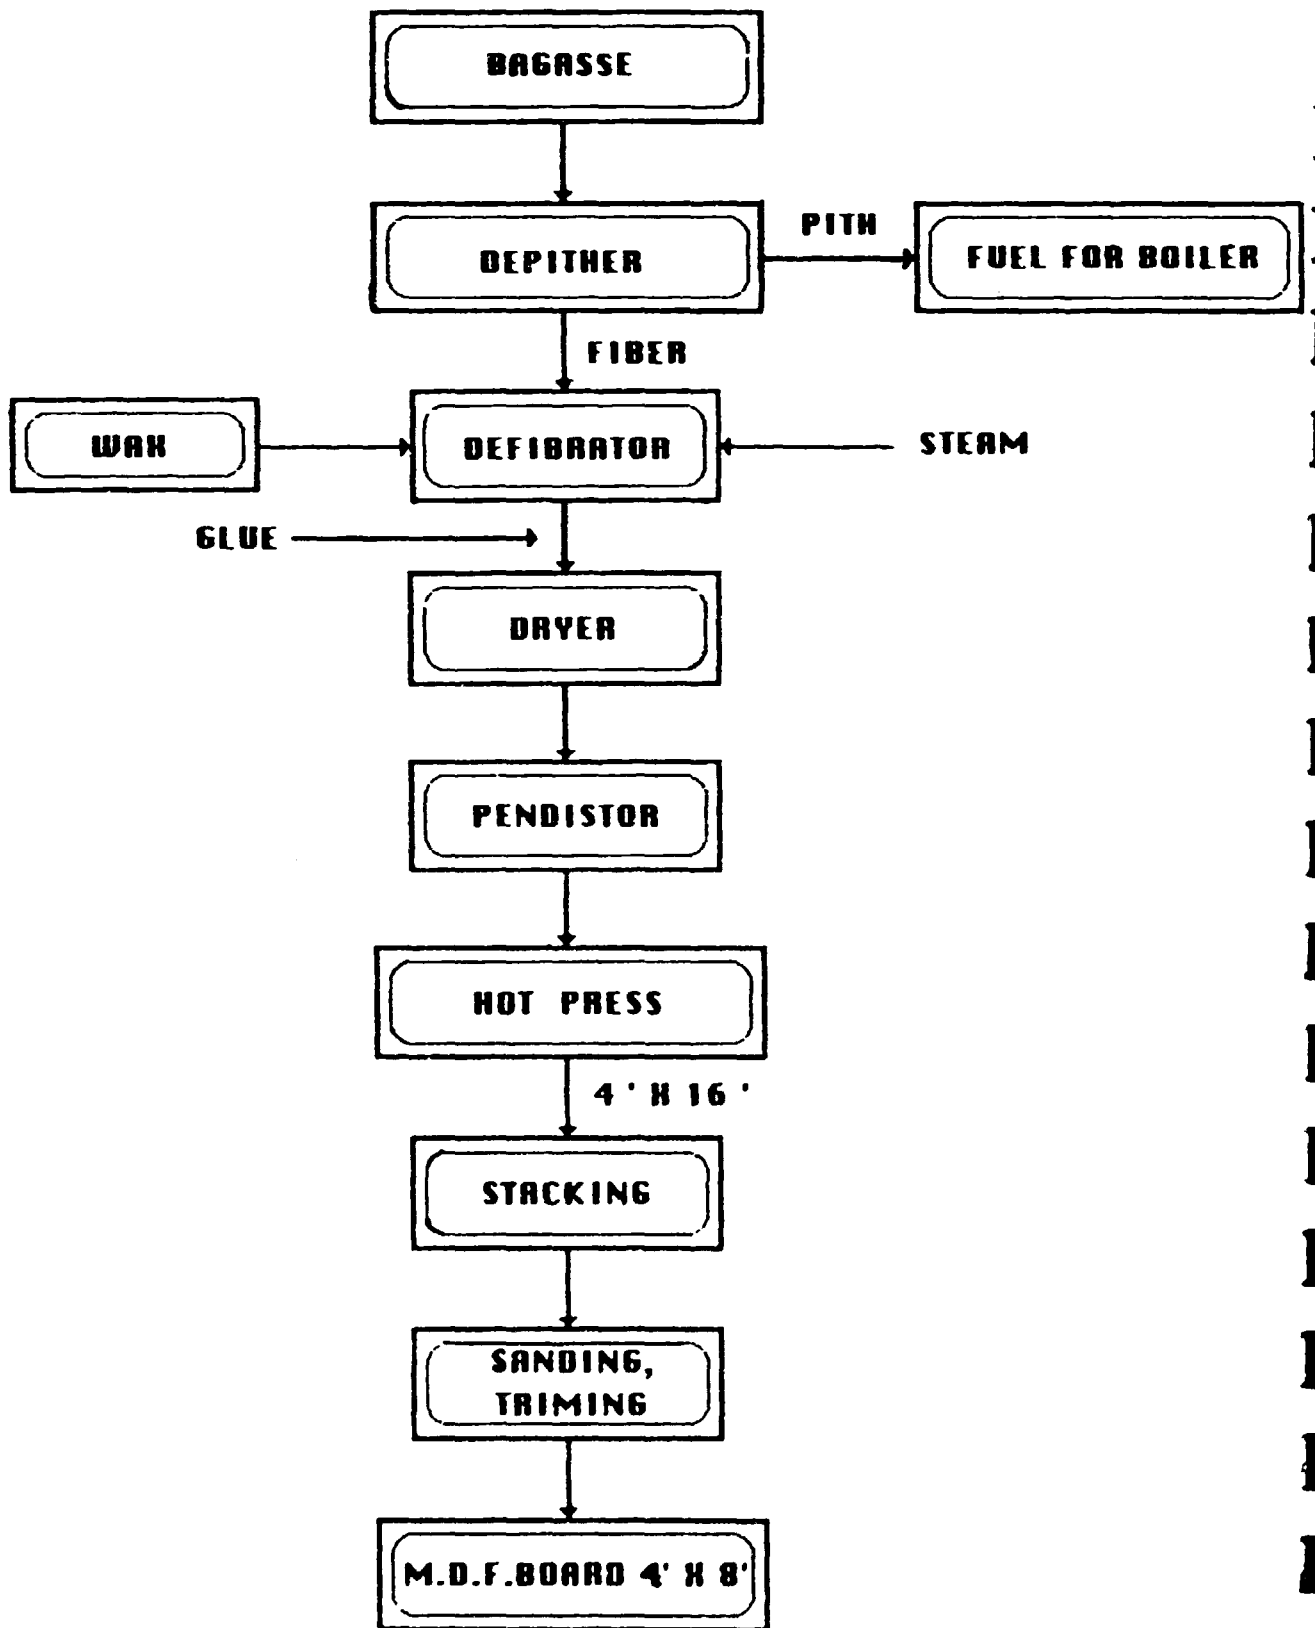 BAGASSE
PITH
DEPITHER
FUEL FOR BOILER
FIBER
WAX
DEFIBRATOR
STEAM
GLUE
DRYER
PENDISTOR
HOT PRESS
4' X 16'
STACKING
SANDING,
TRIMING
M.D.F.BOARD 4' X 8'